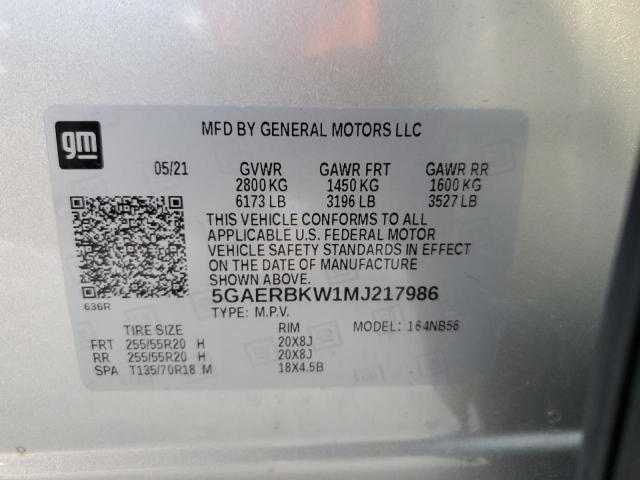 gm
MFD BY GENERAL MOTORS LLC
05/21 GVWR GAWR FRT GAWR RR
2800 KG 1450 KG 1600 KG
6173 LB 3196 LB 3527 LB
THIS VEHICLE CONFORMS TO ALL
APPLICABLE U.S. FEDERAL MOTOR
VEHICLE SAFETY STANDARDS IN EFFECT
ON THE DATE OF MANUFACTURE
SHOWN ABOVE.
636R 5GAERBKW1MJ217986
TYPE: M.P.V.
TIRE SIZE RIM MODEL: 164NB56
FRT 255/55R20 H 20X8J
RR 255/55R20 H 20X8J
SPA T135/70R18 M 18X4.5B